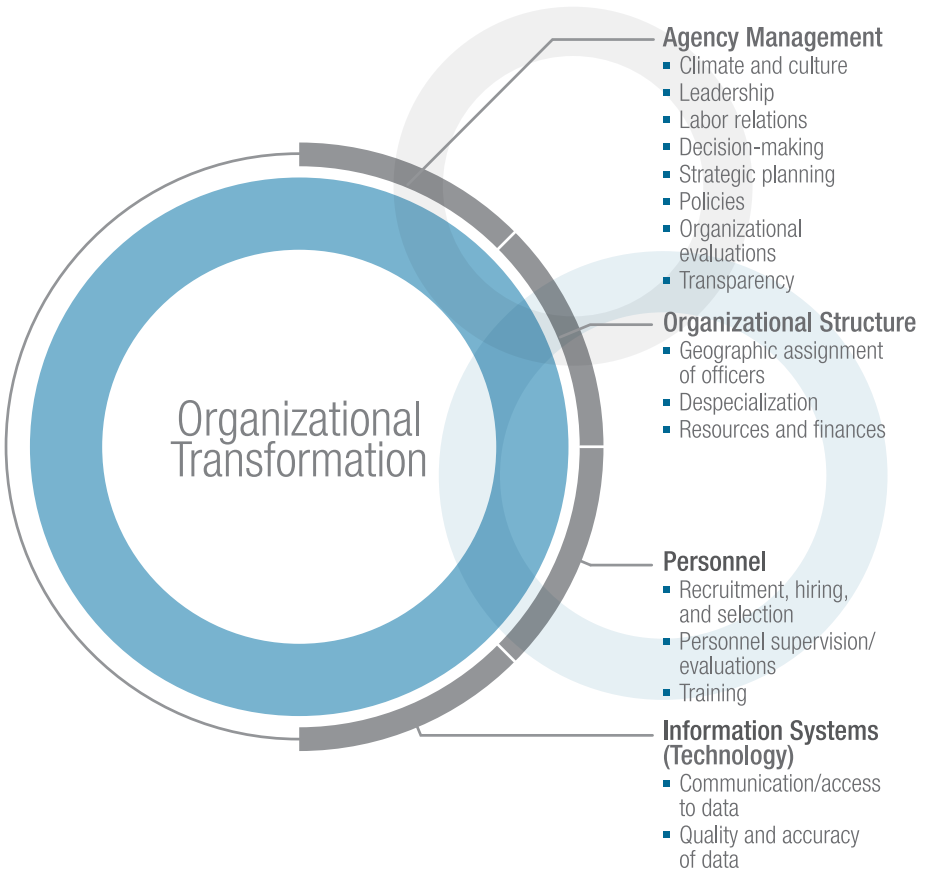 Organizational
Transformation
Agency Management
Climate and culture
Leadership
Labor relations
Decision-making
Strategic planning
Policies
Organizational
evaluations
Transparency
Organizational Structure
Geographic assignment
of officers
Despecialization
Resources and finances
Personnel
Recruitment, hiring,
and selection
Personnel supervision/
evaluations
Training
Information Systems
(Technology)
Communication/access
to data
Quality and accuracy
of data